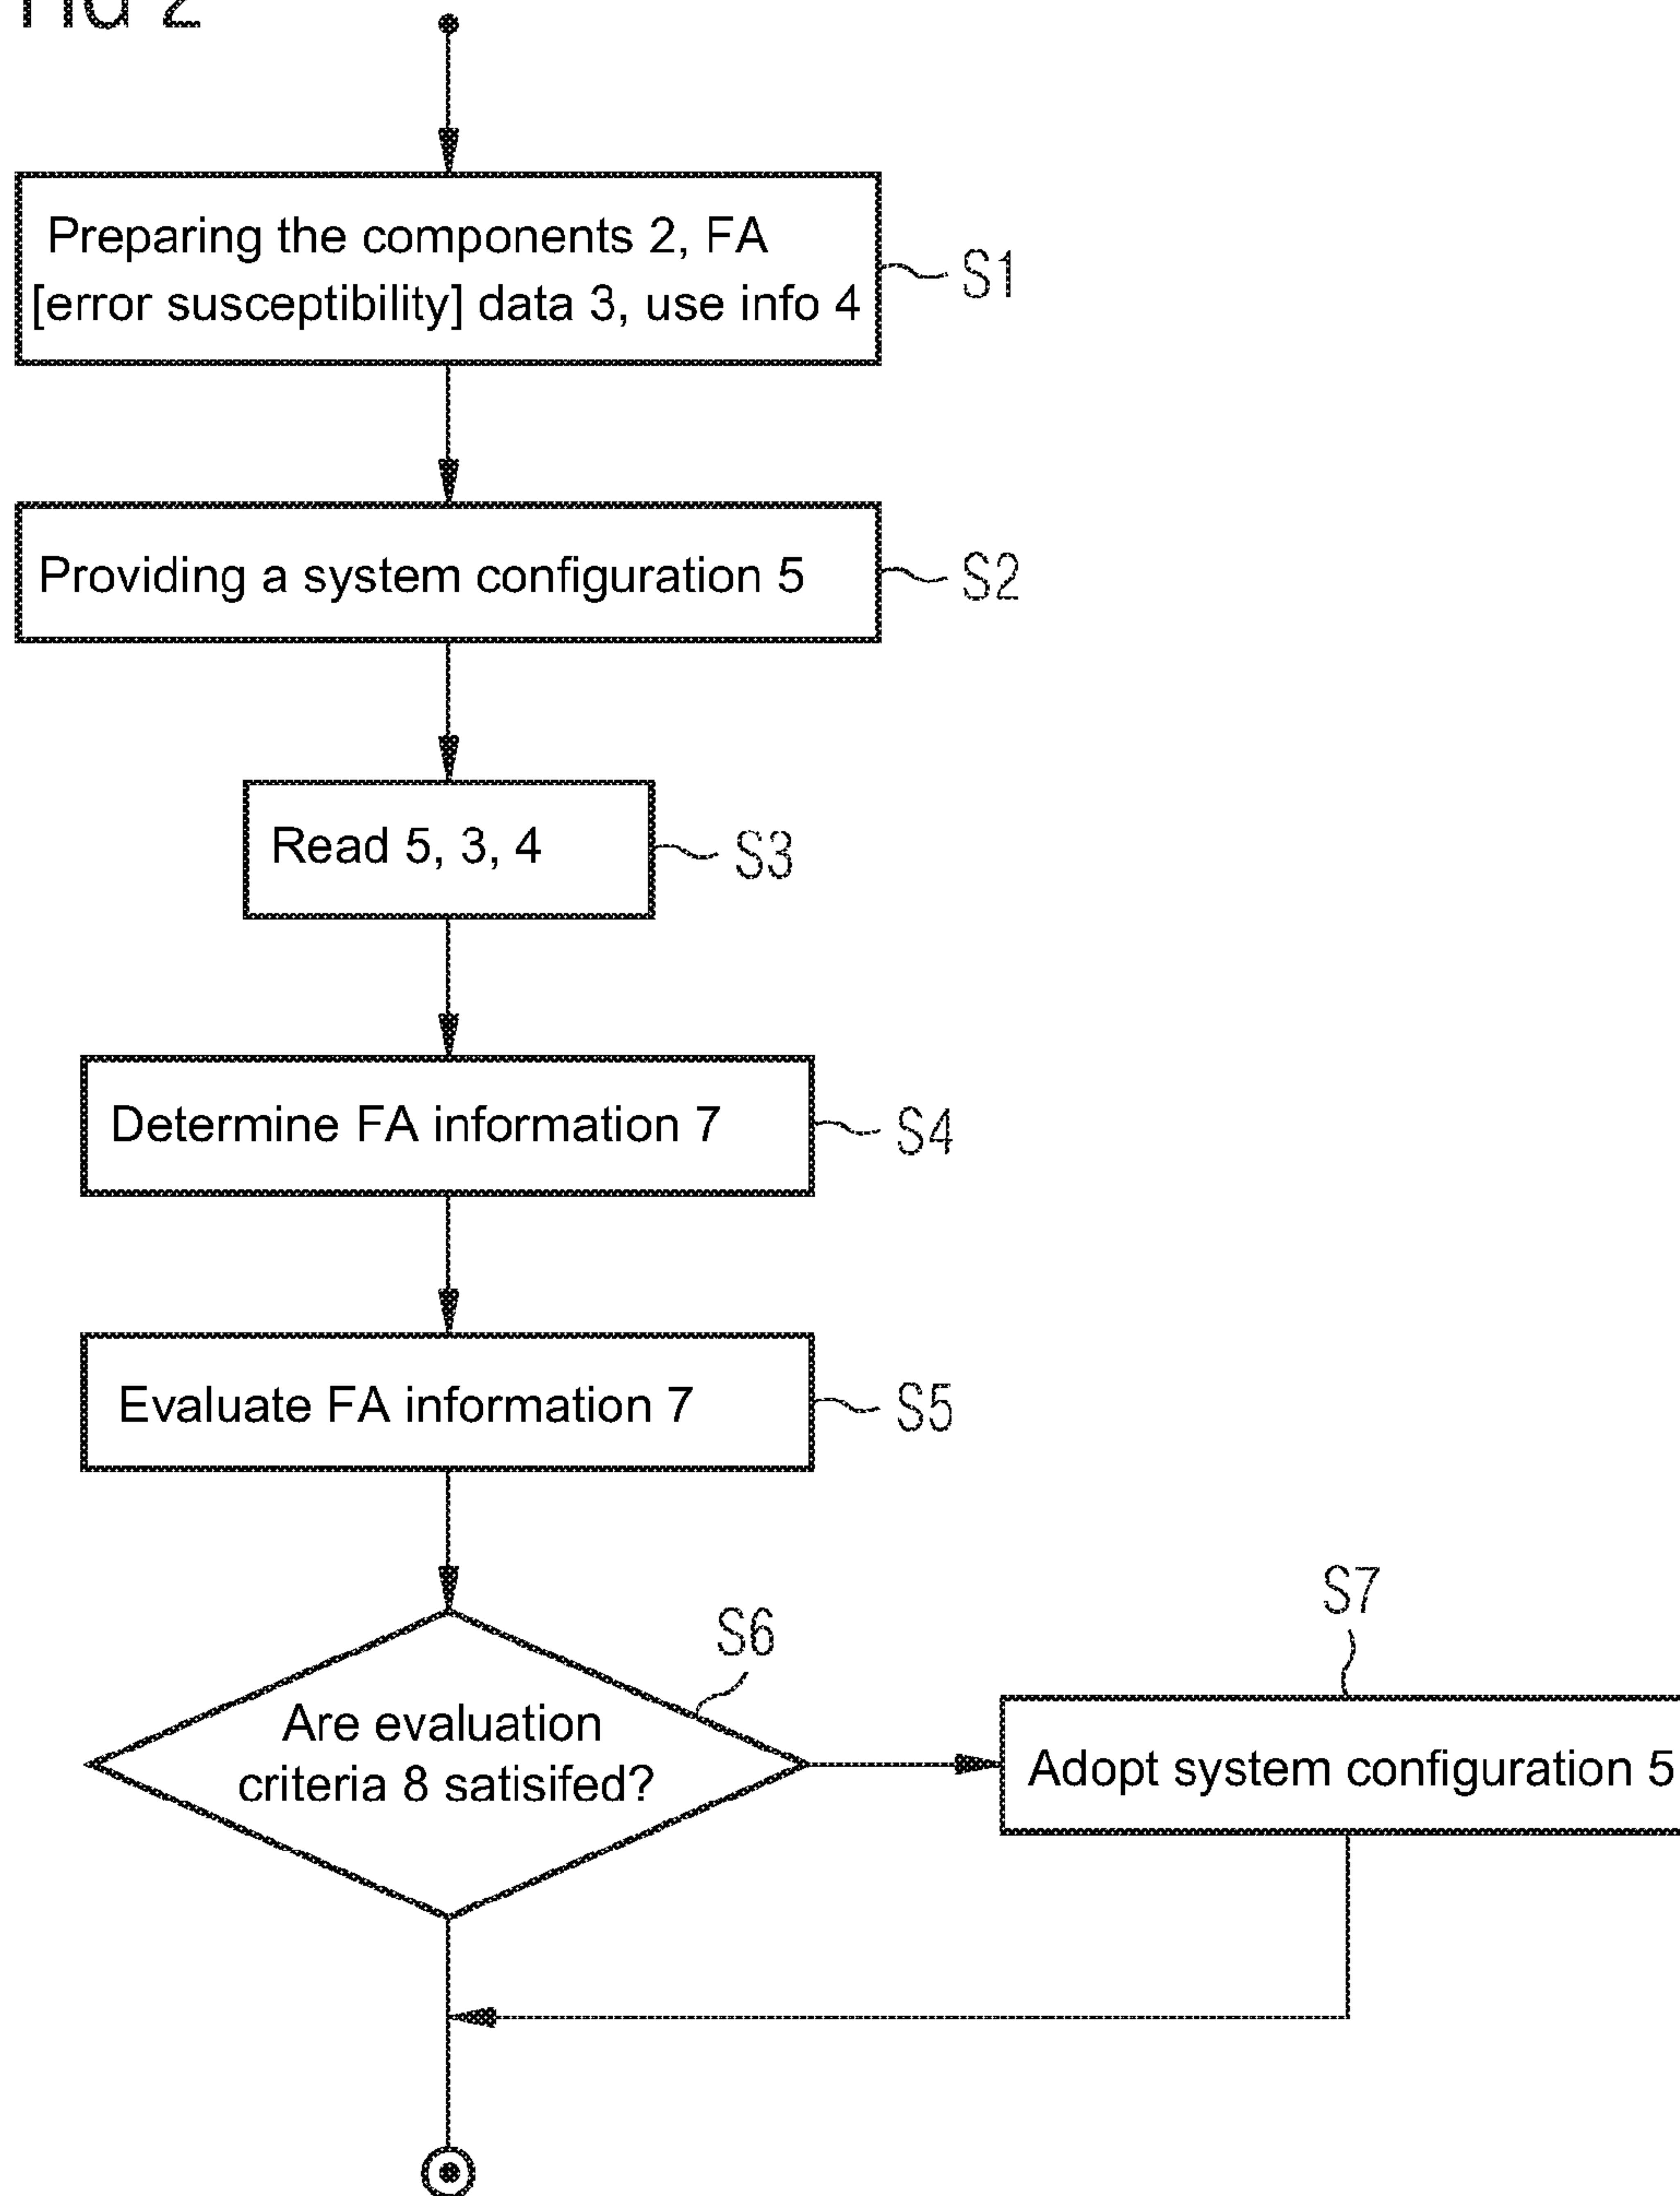 FIG 2
Preparing the components 2, FA
[error susceptibility] data 3, use info 4
S1
Providing a system configuration 5
S2
Read 5, 3, 4
S3
Determine FA information 7
S4
Evaluate FA information 7
S5
S6
Are evaluation
criteria 8 satisifed?
S7
Adopt system configuration 5